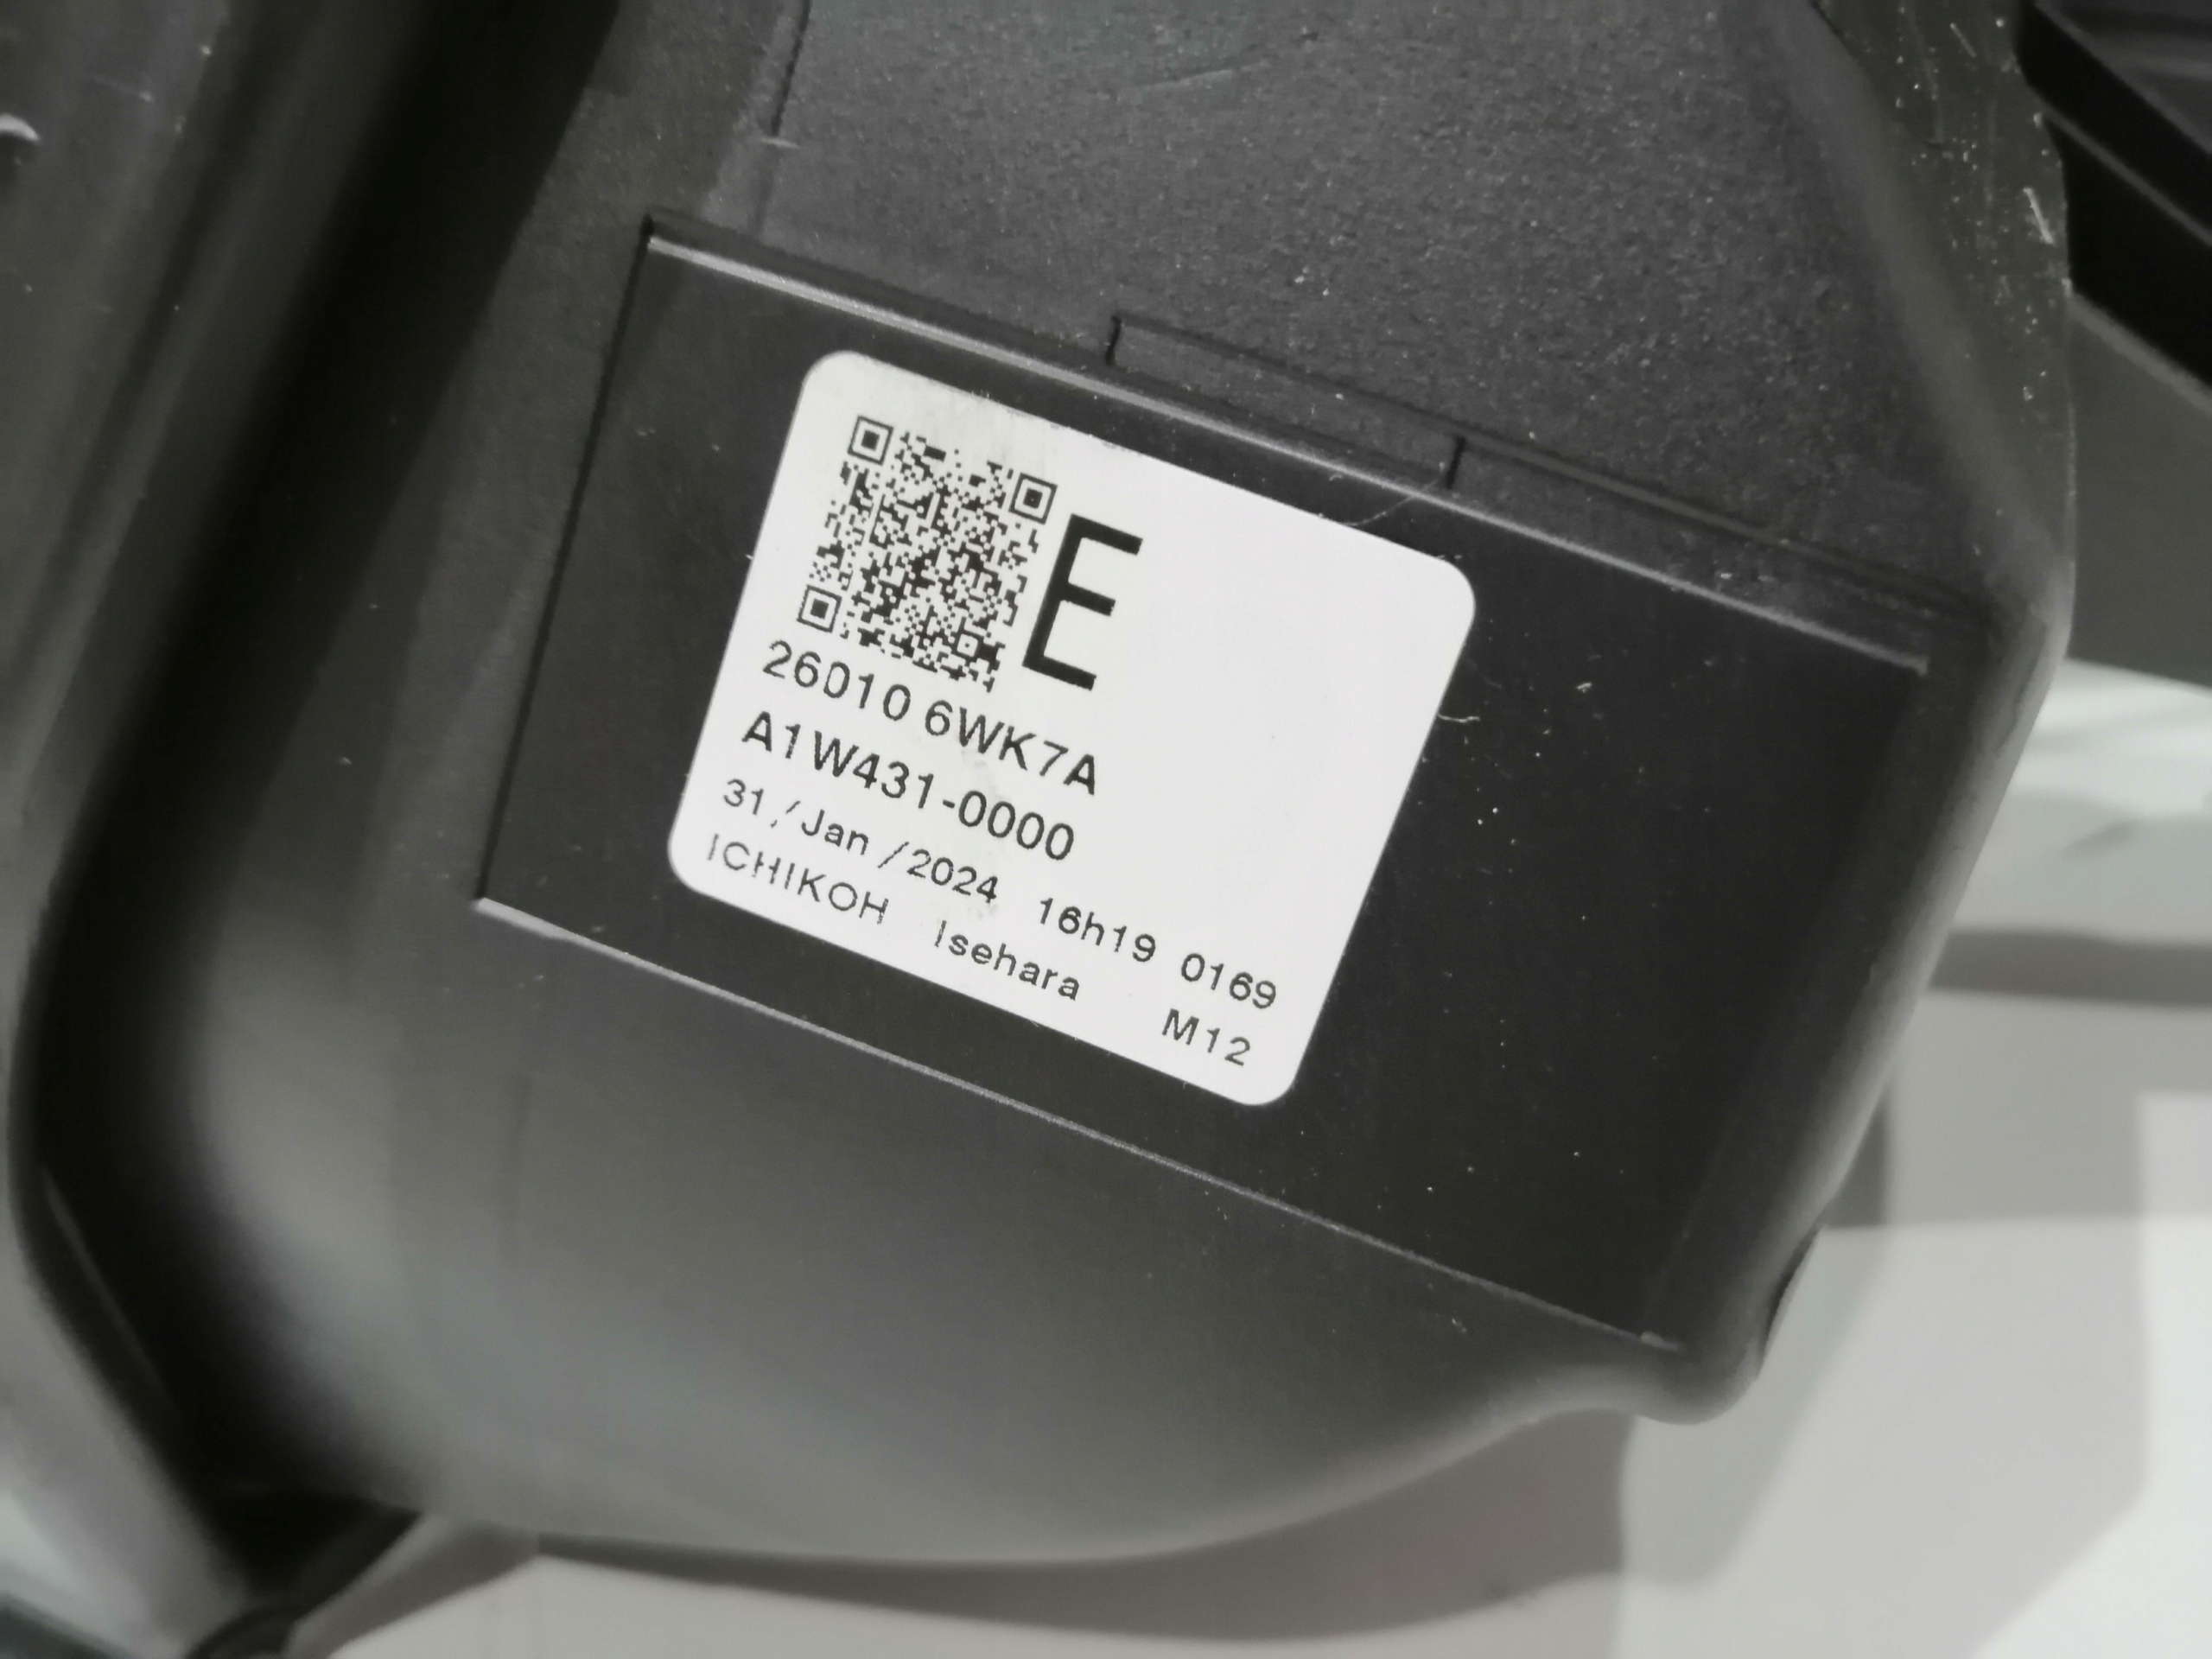 E
26010 6WK7A
A1W431-0000
31/Jan/2024 16h19 0169
ICHIKOH Isehara M12